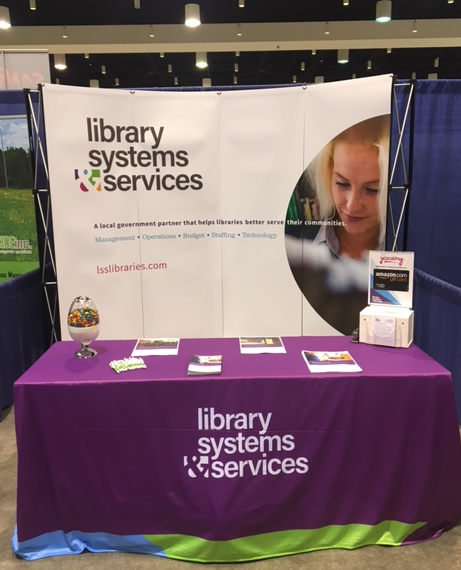 library
systems
& services
A local government partner that helps libraries better serve their communities.
Management • Operations • Budget • Staffing • Technology
lsslibraries.com
amazon.com
library
systems
& services